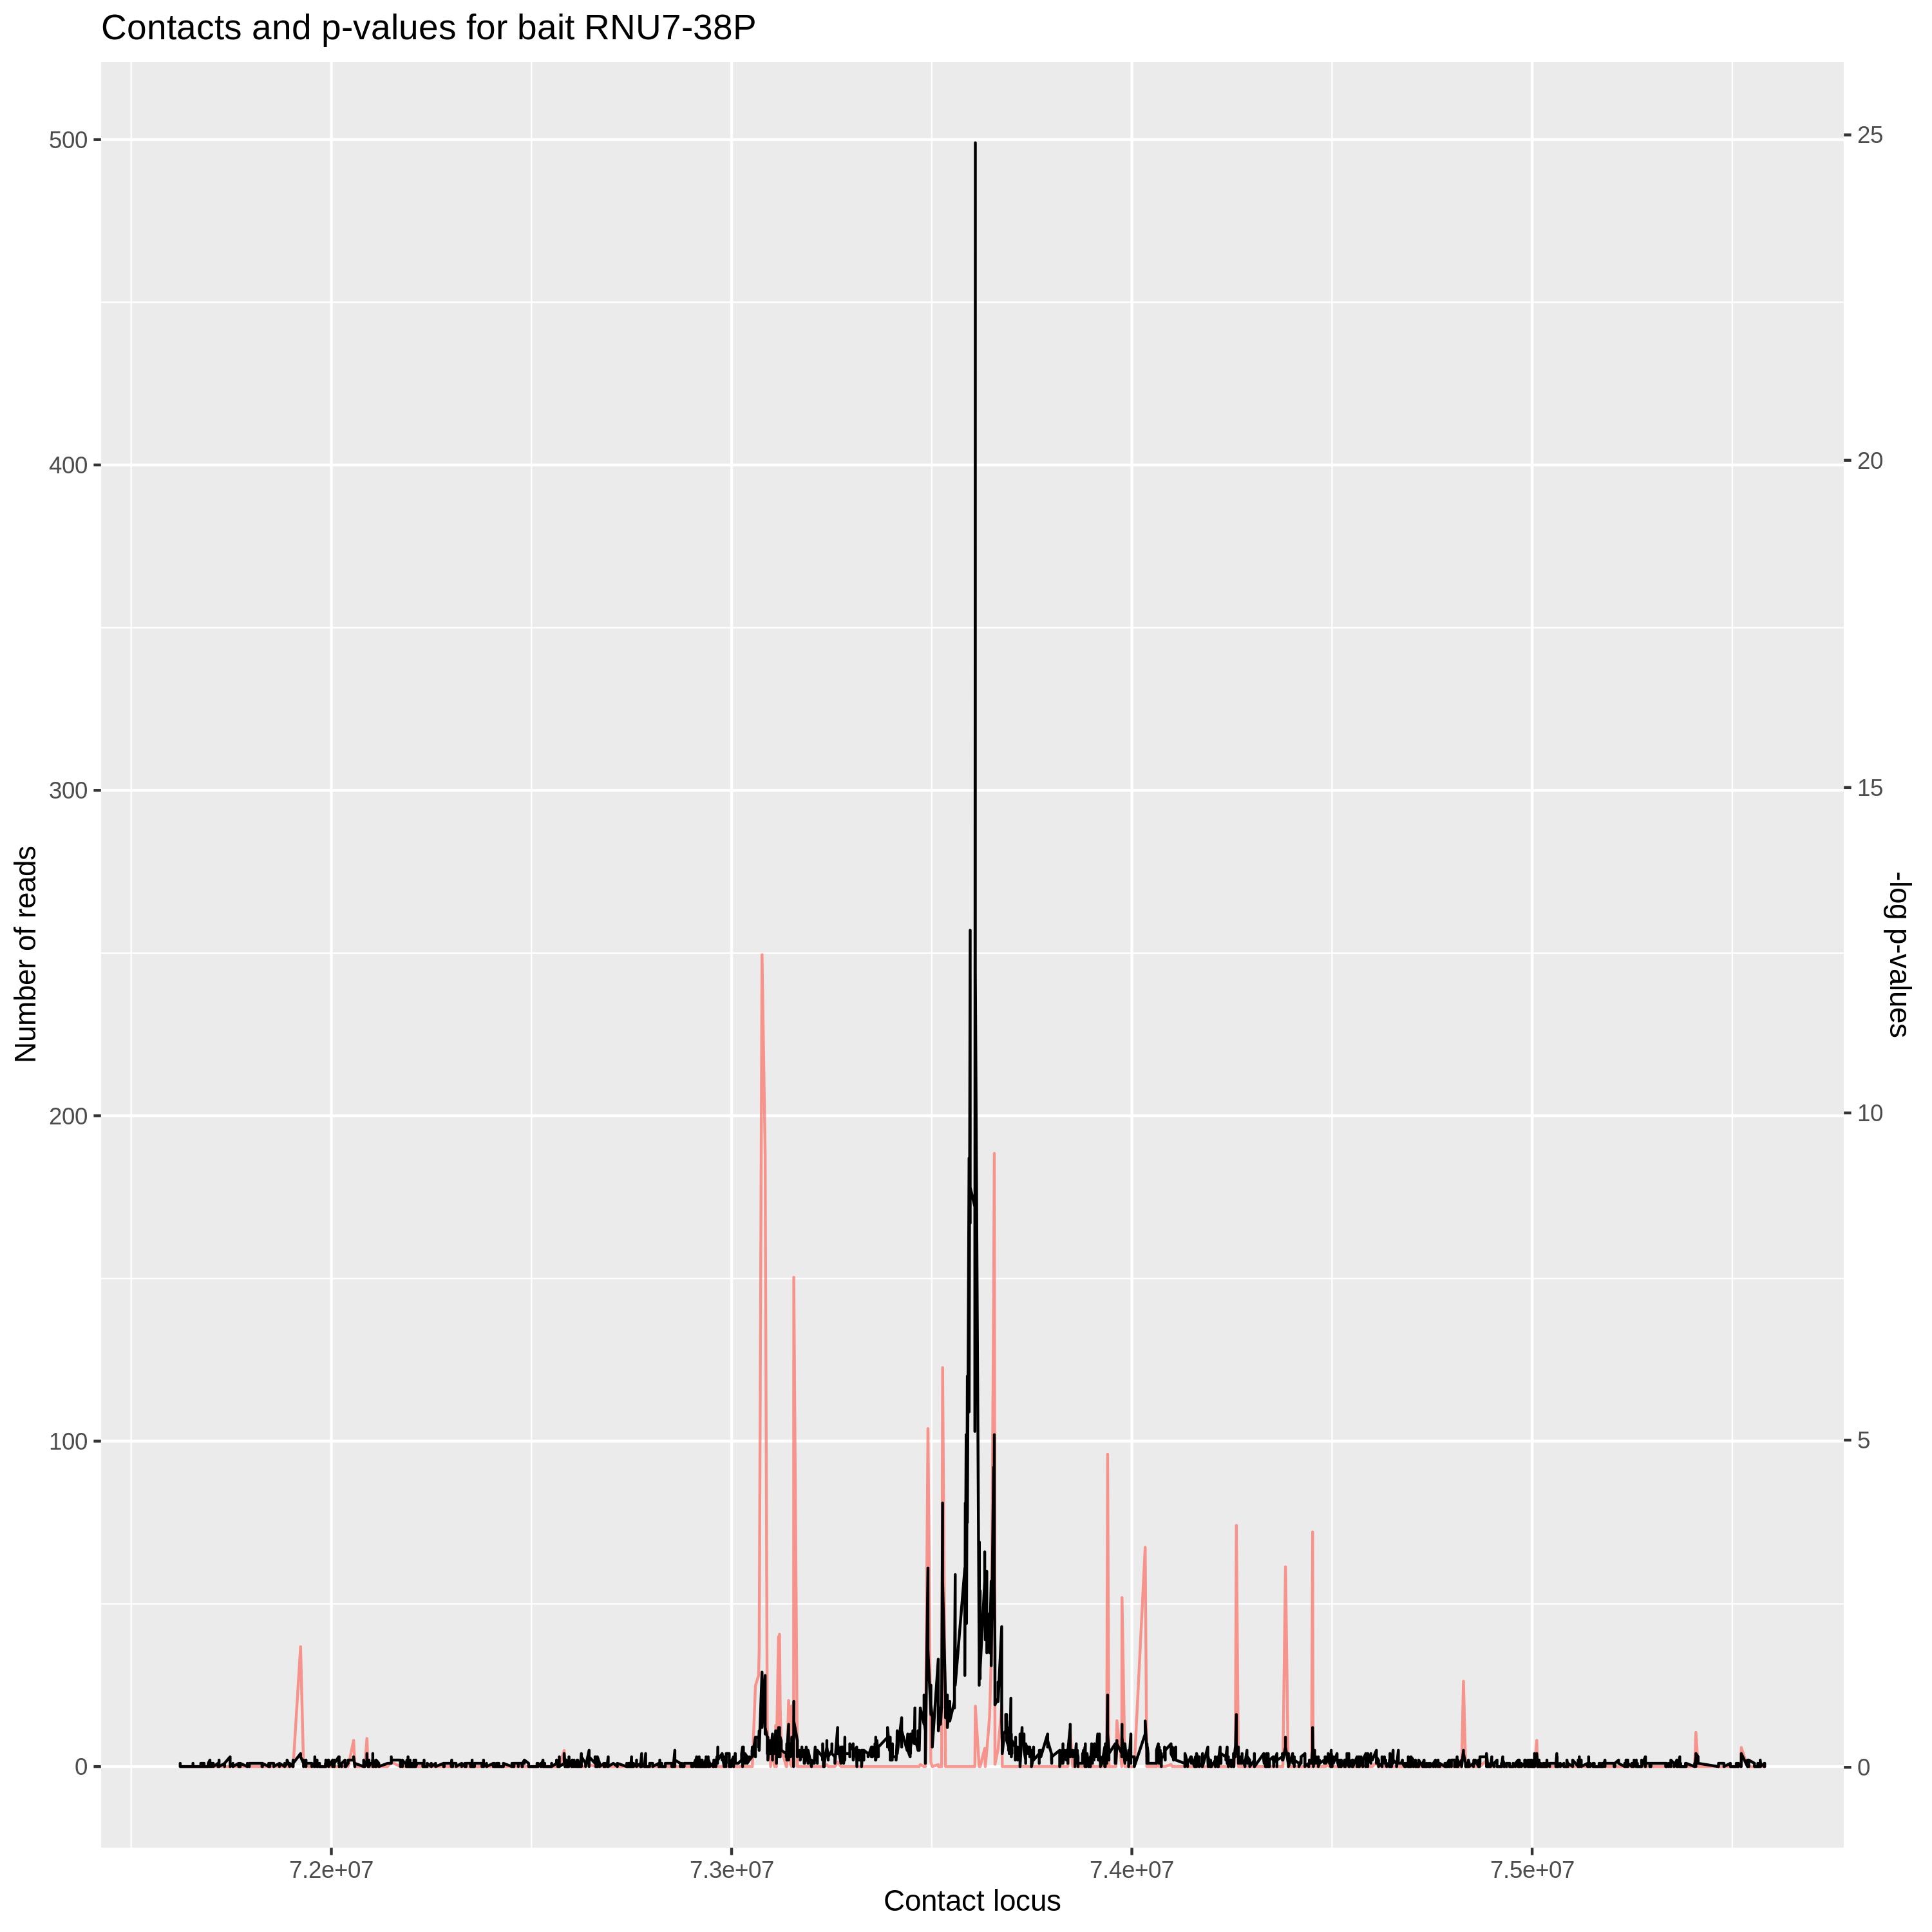 Contacts and p-values for bait RNU7-38P
500
400
300
200
100
0
Number of reads
25
20
15
10
5
0
-log p-values
7.2e+07
7.3e+07
7.4e+07
7.5e+07
Contact locus